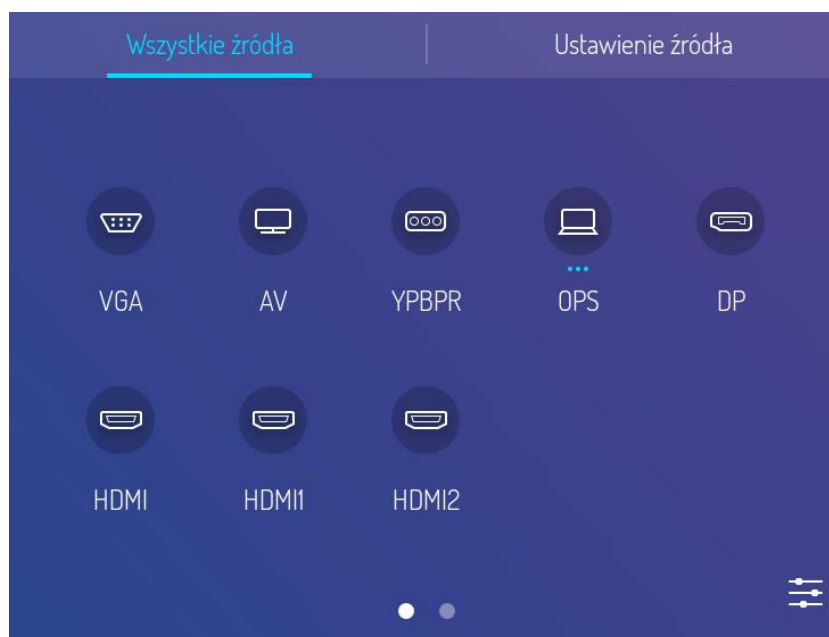 Wszystkie źródła Ustawienie źródła
VGA AV YPBPR OPS DP
HDMI HDMI1 HDMI2